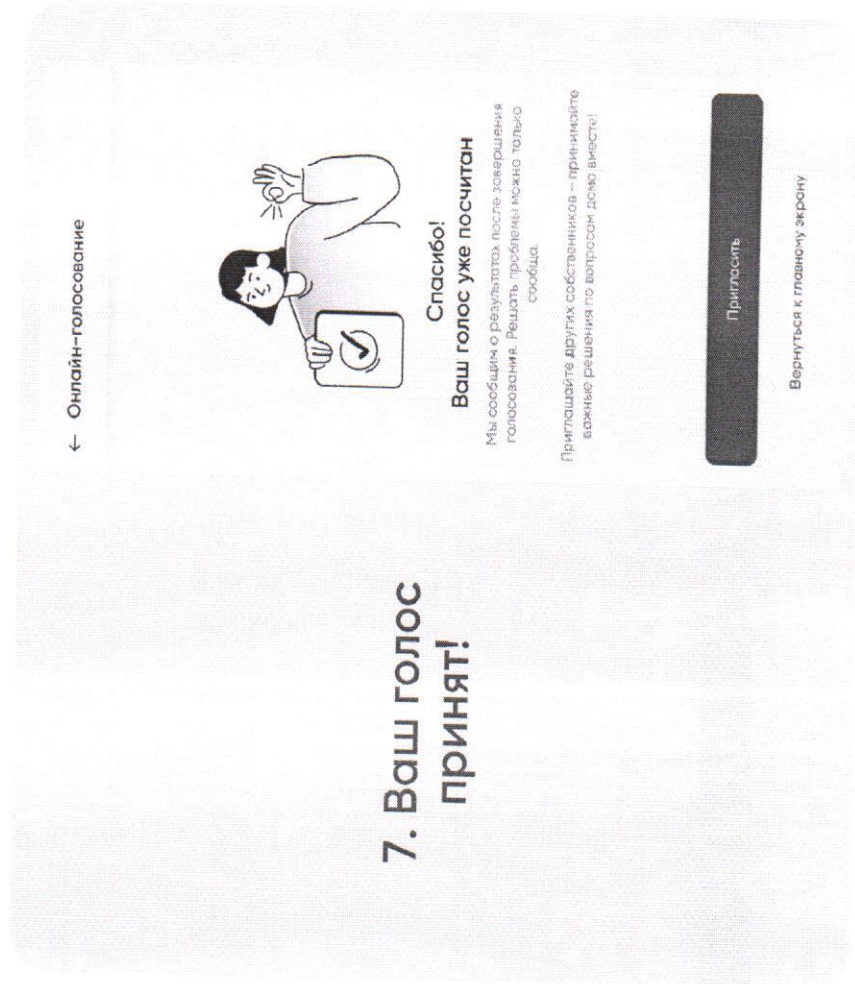 7. Ваш голос
принят!
← Онлайн-голосование
Спасибо!
Ваш голос уже посчитан
Мы сообщим о результатах после завершения
голосования. Решать проблемы можно только
сообща.
Приглашайте других собственников – принимайте
важные решения по вопросам дома вместе!
Пригласить
Вернуться к главному экрану